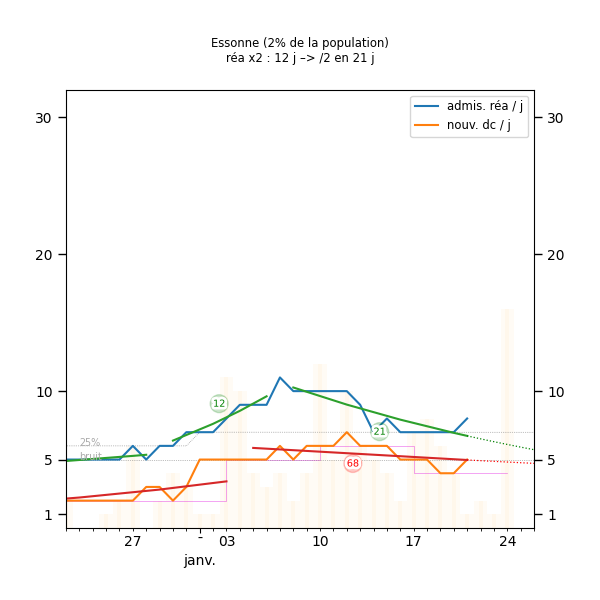 Essonne (2% de la population)
réa x2 : 12 j –> /2 en 21 j
admis. réa / j
nouv. dc / j
30 30
20 20
12
10 10
21
25%
bruit
68
5 5
1 1
27 - 03 10 17 24
janv.